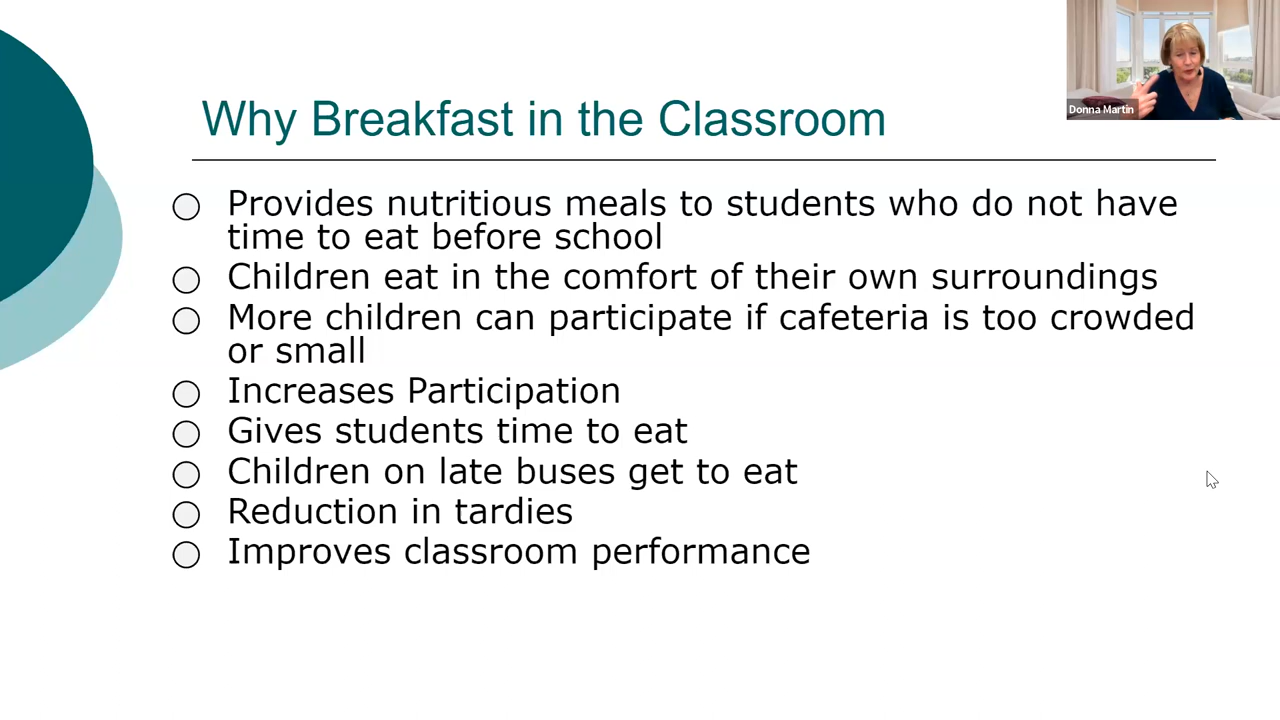 Donna Martin
Why Breakfast in the Classroom
Provides nutritious meals to students who do not have
time to eat before school
Children eat in the comfort of their own surroundings
More children can participate if cafeteria is too crowded
or small
Increases Participation
Gives students time to eat
Children on late buses get to eat
Reduction in tardies
Improves classroom performance